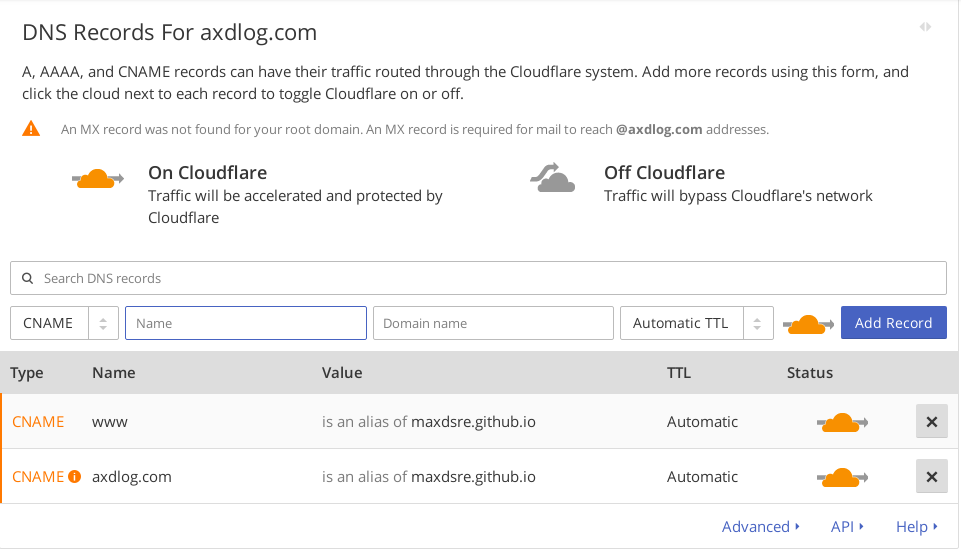 DNS Records For axdlog.com
A, AAAA, and CNAME records can have their traffic routed through the Cloudflare system. Add more records using this form, and
click the cloud next to each record to toggle Cloudflare on or off.
An MX record was not found for your root domain. An MX record is required for mail to reach @axdlog.com addresses.
On Cloudflare
Traffic will be accelerated and protected by
Cloudflare
Off Cloudflare
Traffic will bypass Cloudflare's network
Search DNS records
CNAME Name Domain name Automatic TTL Add Record
Type Name Value TTL Status
CNAME www is an alias of maxdsre.github.io Automatic
CNAME axdlog.com is an alias of maxdsre.github.io Automatic
Advanced API Help